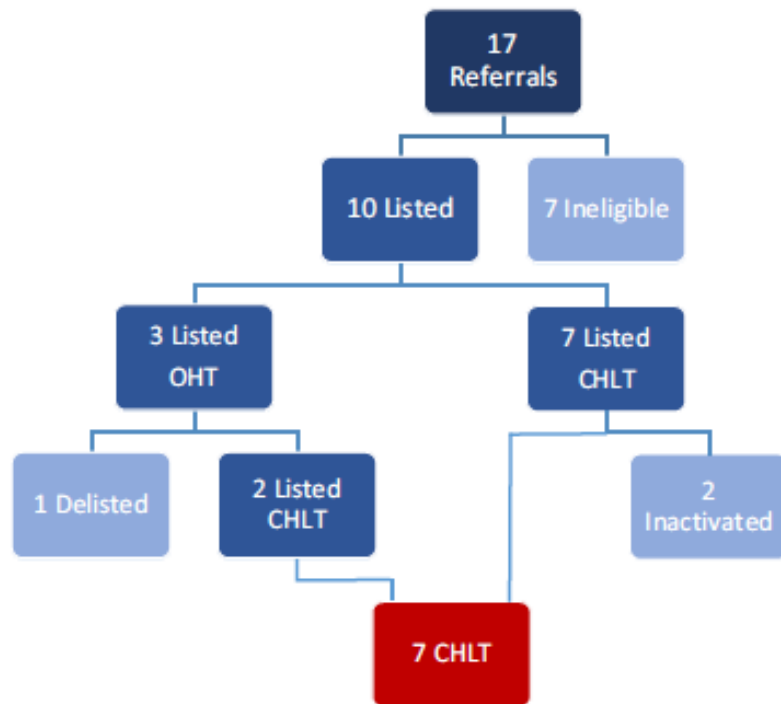 17
Referrals
10 Listed
7 Ineligible
3 Listed
OHT
7 Listed
CHLT
1 Delisted
2 Listed
CHLT
2
Inactivated
7 CHLT